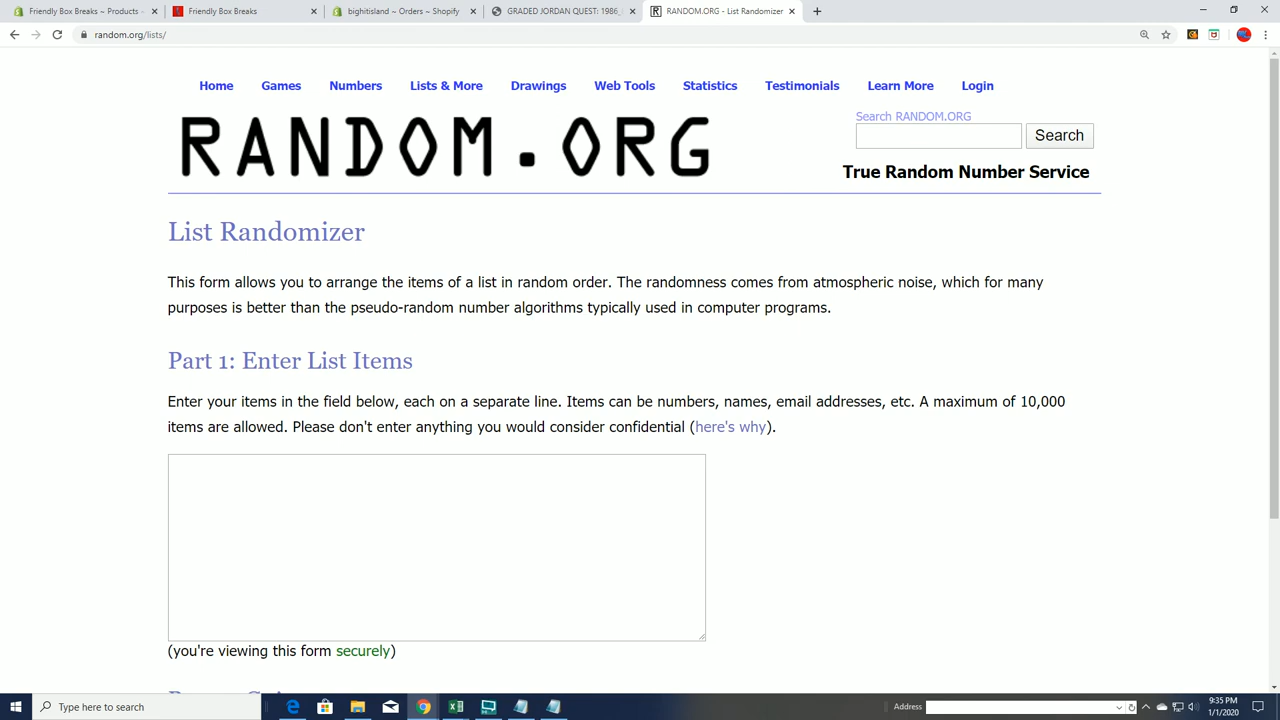 Friendly Box Breaks ~ Products ~
Friendly Box Breaks
bighitisland ~ Orders ~ Shopify
GRADED JORDAN QUEST: 1986_
RANDOM.ORG - List Randomizer
random.org/lists/
Home Games Numbers Lists & More Drawings Web Tools Statistics Testimonials Learn More Login
RANDOM.ORG
Search RANDOM.ORG
Search
True Random Number Service
List Randomizer
This form allows you to arrange the items of a list in random order. The randomness comes from atmospheric noise, which for many
purposes is better than the pseudo-random number algorithms typically used in computer programs.
Part 1: Enter List Items
Enter your items in the field below, each on a separate line. Items can be numbers, names, email addresses, etc. A maximum of 10,000
items are allowed. Please don't enter anything you would consider confidential (here's why).
(you're viewing this form securely)
Type here to search
Address
9:35 PM
1/1/2020